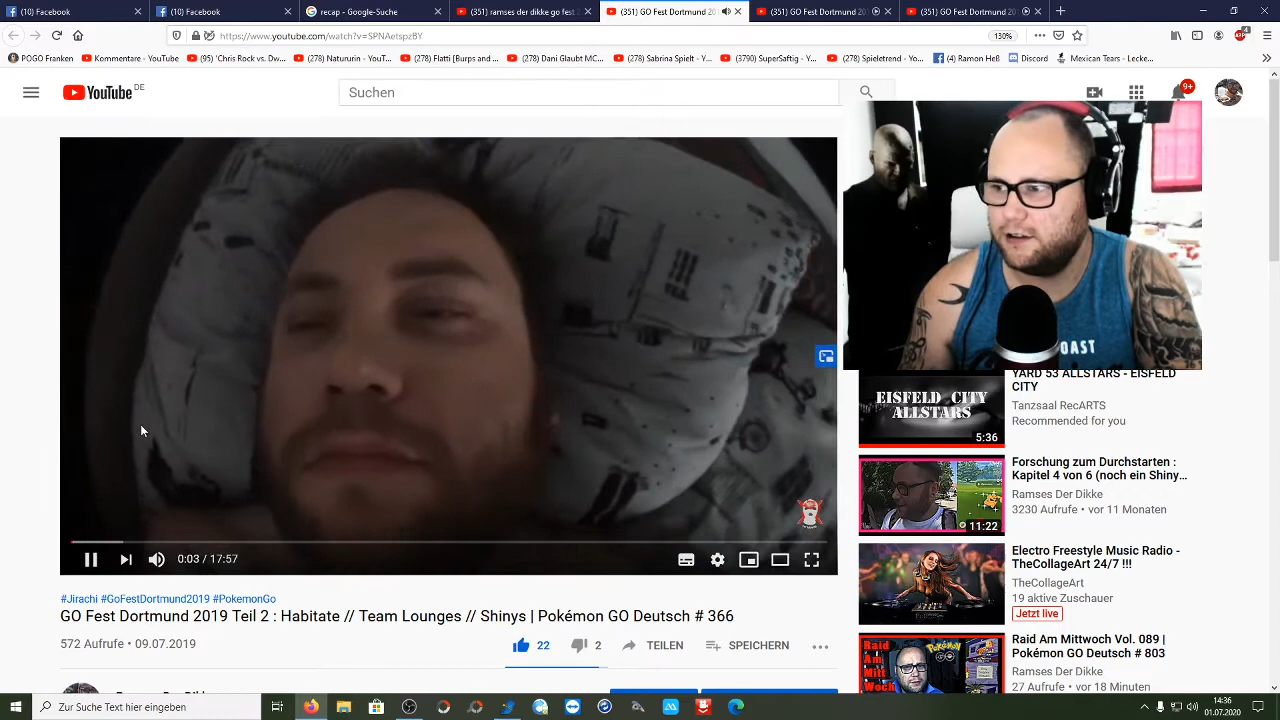 (10) Facebook
(10) Facebook
recap - Google-Suche
(351) ramses der dikke go fest
(351) GO Fest Dortmund 20
(351) GO Fest Dortmund 20
(351) GO Fest Dortmund 20
https://www.youtube.com/watch?v=SPNAetspzBY
130%
POGO Franken
Kommentare - YouTube
(95) 'Chris Rea vs. Dw...
(273) Naturuin - YouT...
(278) Flatti [Burps and ...
(278) Dani Glaubt MC...
(278) Sabrina Spielt - Y...
(3790) SuperSaftig - Y...
(278) Spieletrend - Yo...
(4) Ramon Heß
Discord
Mexican Tears - Lecke...
YouTube DE
Suchen
9+
OAST
YARD 53 ALLSTARS - EISFELD
CITY
Tanzsaal RecARTS
Recommended for you
EISFELD CITY
ALLSTARS
5:36
Forschung zum Durchstarten :
Kapitel 4 von 6 (noch ein Shiny...
Ramses Der Dikke
3230 Aufrufe • vor 11 Monaten
11:22
Electro Freestyle Music Radio -
TheCollageArt 24/7 !!!
TheCollageArt
19 aktive Zuschauer
Jetzt live
Raid Am Mittwoch Vol. 089 |
Pokémon GO Deutsch # 803
Ramses Der Dikke
27 Aufrufe • vor 18 Minuten
Raid
Am
Mitt
Woch
0:03 / 17:57
#Jirachi #GoFestDortmund2019 #PokemonGo
GO Fest Dortmund 2019 Teil 2 : Habitate // Team Lounges // Shinys | Pokémon GO Deutsch # 366
572 Aufrufe • 09.07.2019
22
2
TEILEN
SPEICHERN
Zur Suche Text hier eingeben
14:36
01.07.2020